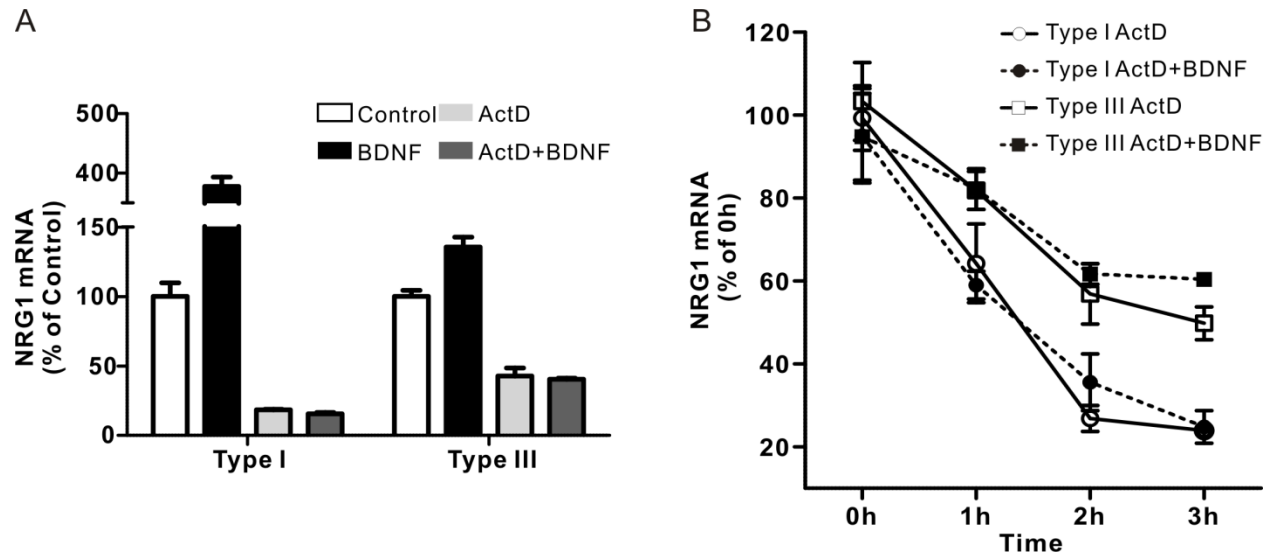 A
NRG1 mRNA
(% of Control)
500
400
150
100
50
0
Control
ActD
BDNF
ActD+BDNF
Type I
Type III
B
NRG1 mRNA
(% of 0h)
120
100
80
60
40
20
Type I ActD
Type I ActD+BDNF
Type III ActD
Type III ActD+BDNF
0h
1h
2h
3h
Time